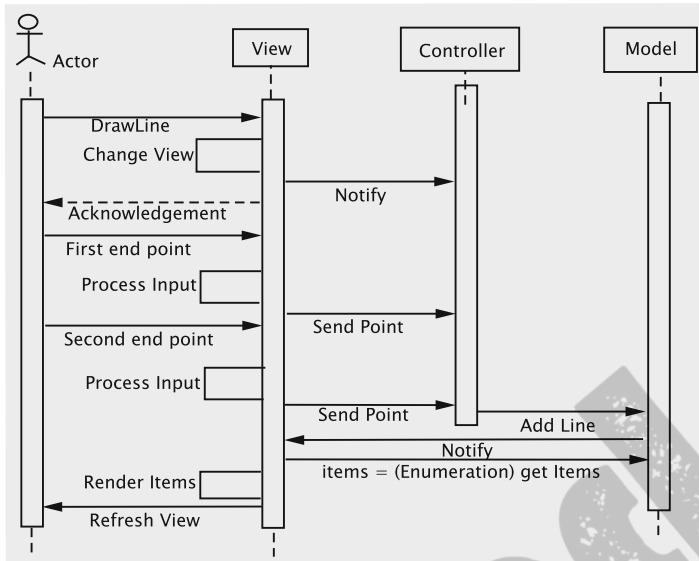 Actor
View
Controller
Model
DrawLine
Change View
Notify
Acknowledgement
First end point
Process Input
Send Point
Second end point
Process Input
Send Point
Add Line
Notify
items = (Enumeration) get Items
Render Items
Refresh View